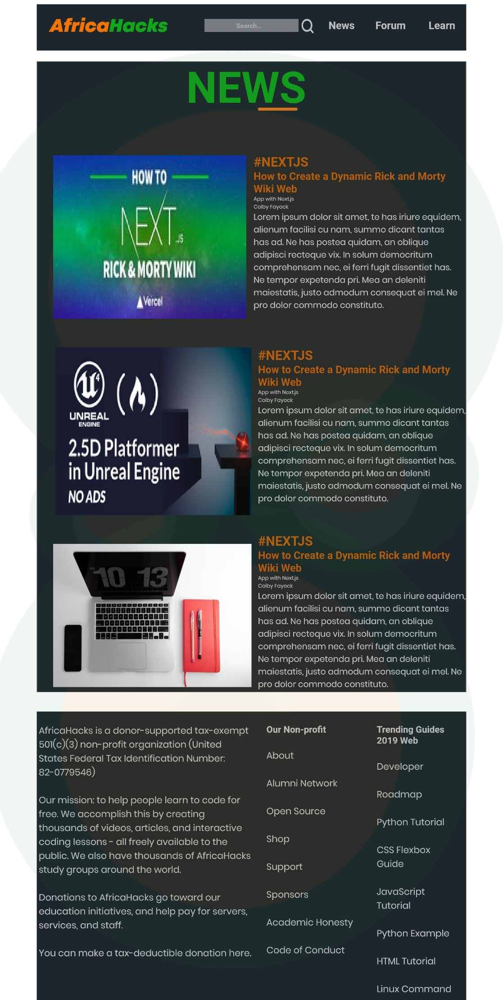 AfricaHacks
Search...
News
Forum
Learn
NEWS
HOW TO
NEXT.JS
RICK & MORTY WIKI
Vercel
#NEXTJS
How to Create a Dynamic Rick and Morty
Wiki Web
App with Next.js
Colby Fayock
Lorem ipsum dolor sit amet, te has iriure equidem,
alienum facilisi cu nam, summo dicant tantas
has ad. Ne has postea quidam, an oblique
adipisci recteque vix. In solum democritum
comprehensam nec, ei ferri fugit dissentiet has.
Ne tempor expetenda pri. Mea an deleniti
maiestatis, justo admodum consequat ei mel. Ne
pro dolor commodo constituto.
U4
UNREAL
ENGINE
2.5D Platformer
in Unreal Engine
NO ADS
#NEXTJS
How to Create a Dynamic Rick and Morty
Wiki Web
App with Next.js
Colby Fayock
Lorem ipsum dolor sit amet, te has iriure equidem,
alienum facilisi cu nam, summo dicant tantas
has ad. Ne has postea quidam, an oblique
adipisci recteque vix. In solum democritum
comprehensam nec, ei ferri fugit dissentiet has.
Ne tempor expetenda pri. Mea an deleniti
maiestatis, justo admodum consequat ei mel. Ne
pro dolor commodo constituto.
AM
10 13
#NEXTJS
How to Create a Dynamic Rick and Morty
Wiki Web
App with Next.js
Colby Fayock
Lorem ipsum dolor sit amet, te has iriure equidem,
alienum facilisi cu nam, summo dicant tantas
has ad. Ne has postea quidam, an oblique
adipisci recteque vix. In solum democritum
comprehensam nec, ei ferri fugit dissentiet has.
Ne tempor expetenda pri. Mea an deleniti
maiestatis, justo admodum consequat ei mel. Ne
pro dolor commodo constituto.
AfricaHacks is a donor-supported tax-exempt
501(c)(3) non-profit organization (United
States Federal Tax Identification Number:
82-0779546)
Our mission: to help people learn to code for
free. We accomplish this by creating
thousands of videos, articles, and interactive
coding lessons - all freely available to the
public. We also have thousands of AfricaHacks
study groups around the world.
Donations to AfricaHacks go toward our
education initiatives, and help pay for servers,
services, and staff.
You can make a tax-deductible donation here.
Our Non-profit
About
Alumni Network
Open Source
Shop
Support
Sponsors
Academic Honesty
Code of Conduct
Trending Guides
2019 Web
Developer
Roadmap
Python Tutorial
CSS Flexbox
Guide
JavaScript
Tutorial
Python Example
HTML Tutorial
Linux Command